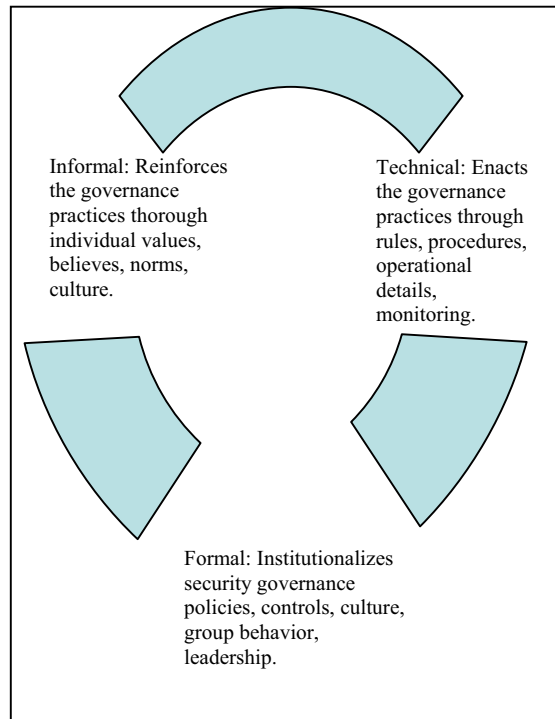 Informal: Reinforces
the governance
practices thorough
individual values,
believes, norms,
culture.
Technical: Enacts
the governance
practices through
rules, procedures,
operational
details,
monitoring.
Formal: Institutionalizes
security governance
policies, controls, culture,
group behavior,
leadership.